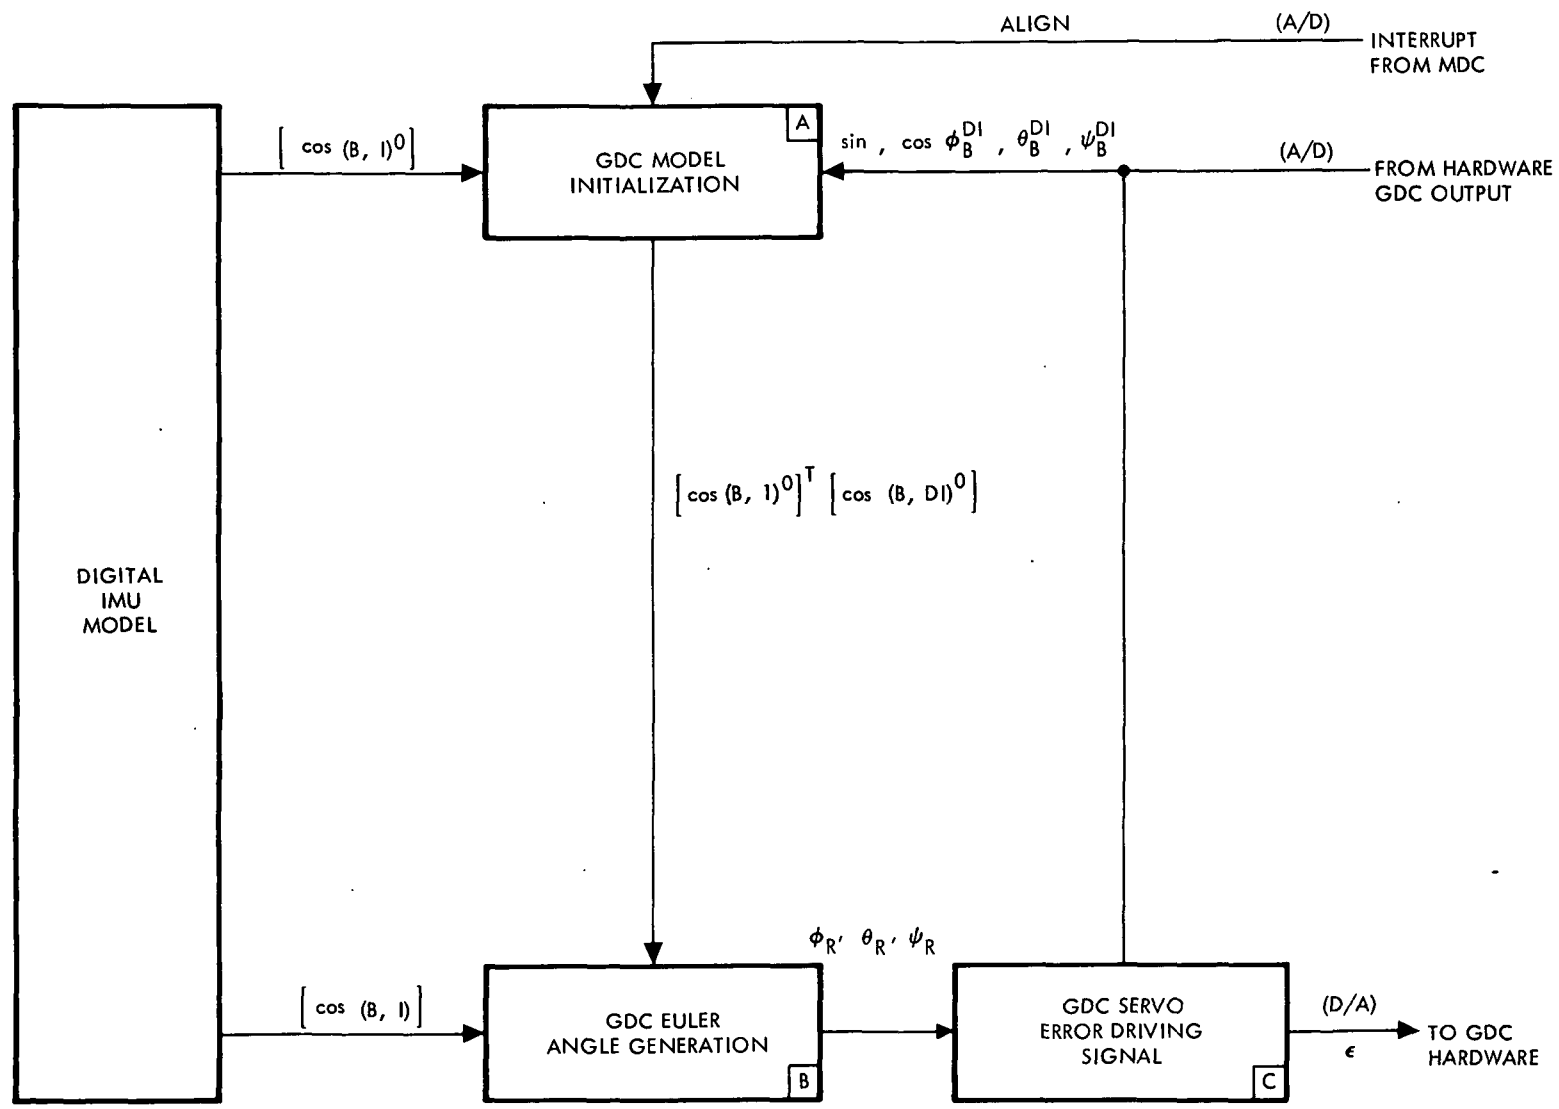 ALIGN (A/D)
INTERRUPT
FROM MDC
A
[cos (B, I)⁰]
GDC MODEL
INITIALIZATION
sin , cos ϕ_B^DI , θ_B^DI , ψ_B^DI
(A/D)
FROM HARDWARE
GDC OUTPUT
[cos (B, I)⁰]ᵀ [cos (B, DI)⁰]
DIGITAL
IMU
MODEL
ϕ_R, θ_R, ψ_R
[cos (B, I)]
GDC EULER
ANGLE GENERATION
B
GDC SERVO
ERROR DRIVING
SIGNAL
C
(D/A)
ϵ
TO GDC
HARDWARE